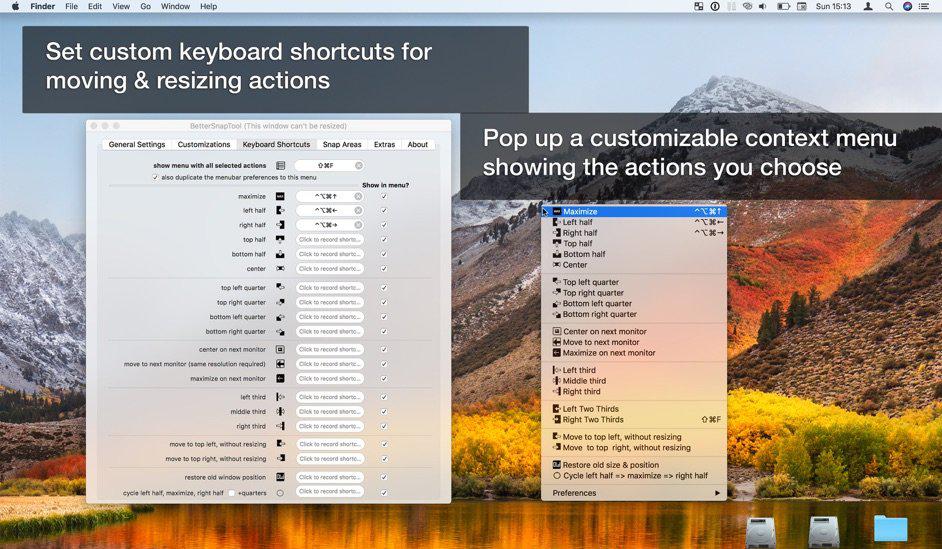 Finder File Edit View Go Window Help Sun 15:13
Set custom keyboard shortcuts for
moving & resizing actions
Pop up a customizable context menu
showing the actions you choose
BetterSnapTool (This window can't be resized)
General Settings Customizations Keyboard Shortcuts Snap Areas Extras About
show menu with all selected actions ⇧⌘F
also duplicate the menubar preferences to this menu
Show in menu?
maximize ^⌥⌘↑
left half ^⌥⌘←
right half ^⌥⌘→
top half Click to record shortc...
bottom half Click to record shortc...
center Click to record shortc...
top left quarter Click to record shortc...
top right quarter Click to record shortc...
bottom left quarter Click to record shortc...
bottom right quarter Click to record shortc...
center on next monitor Click to record shortc...
move to next monitor (same resolution required) Click to record shortc...
maximize on next monitor Click to record shortc...
left third Click to record shortc...
middle third Click to record shortc...
right third Click to record shortc...
move to top left, without resizing Click to record shortc...
move to top right, without resizing Click to record shortc...
restore old window position Click to record shortc...
cycle left half, maximize, right half +quarters Click to record shortc...
Maximize ^⌥⌘↑
Left half ^⌥⌘←
Right half ^⌥⌘→
Top half
Bottom half
Center
Top left quarter
Top right quarter
Bottom left quarter
Bottom right quarter
Center on next monitor
Move to next monitor
Maximize on next monitor
Left third
Middle third
Right third
Left Two Thirds
Right Two Thirds ⇧⌘F
Move to top left, without resizing
Move to top right, without resizing
Restore old size & position
Cycle left half => maximize => right half
Preferences